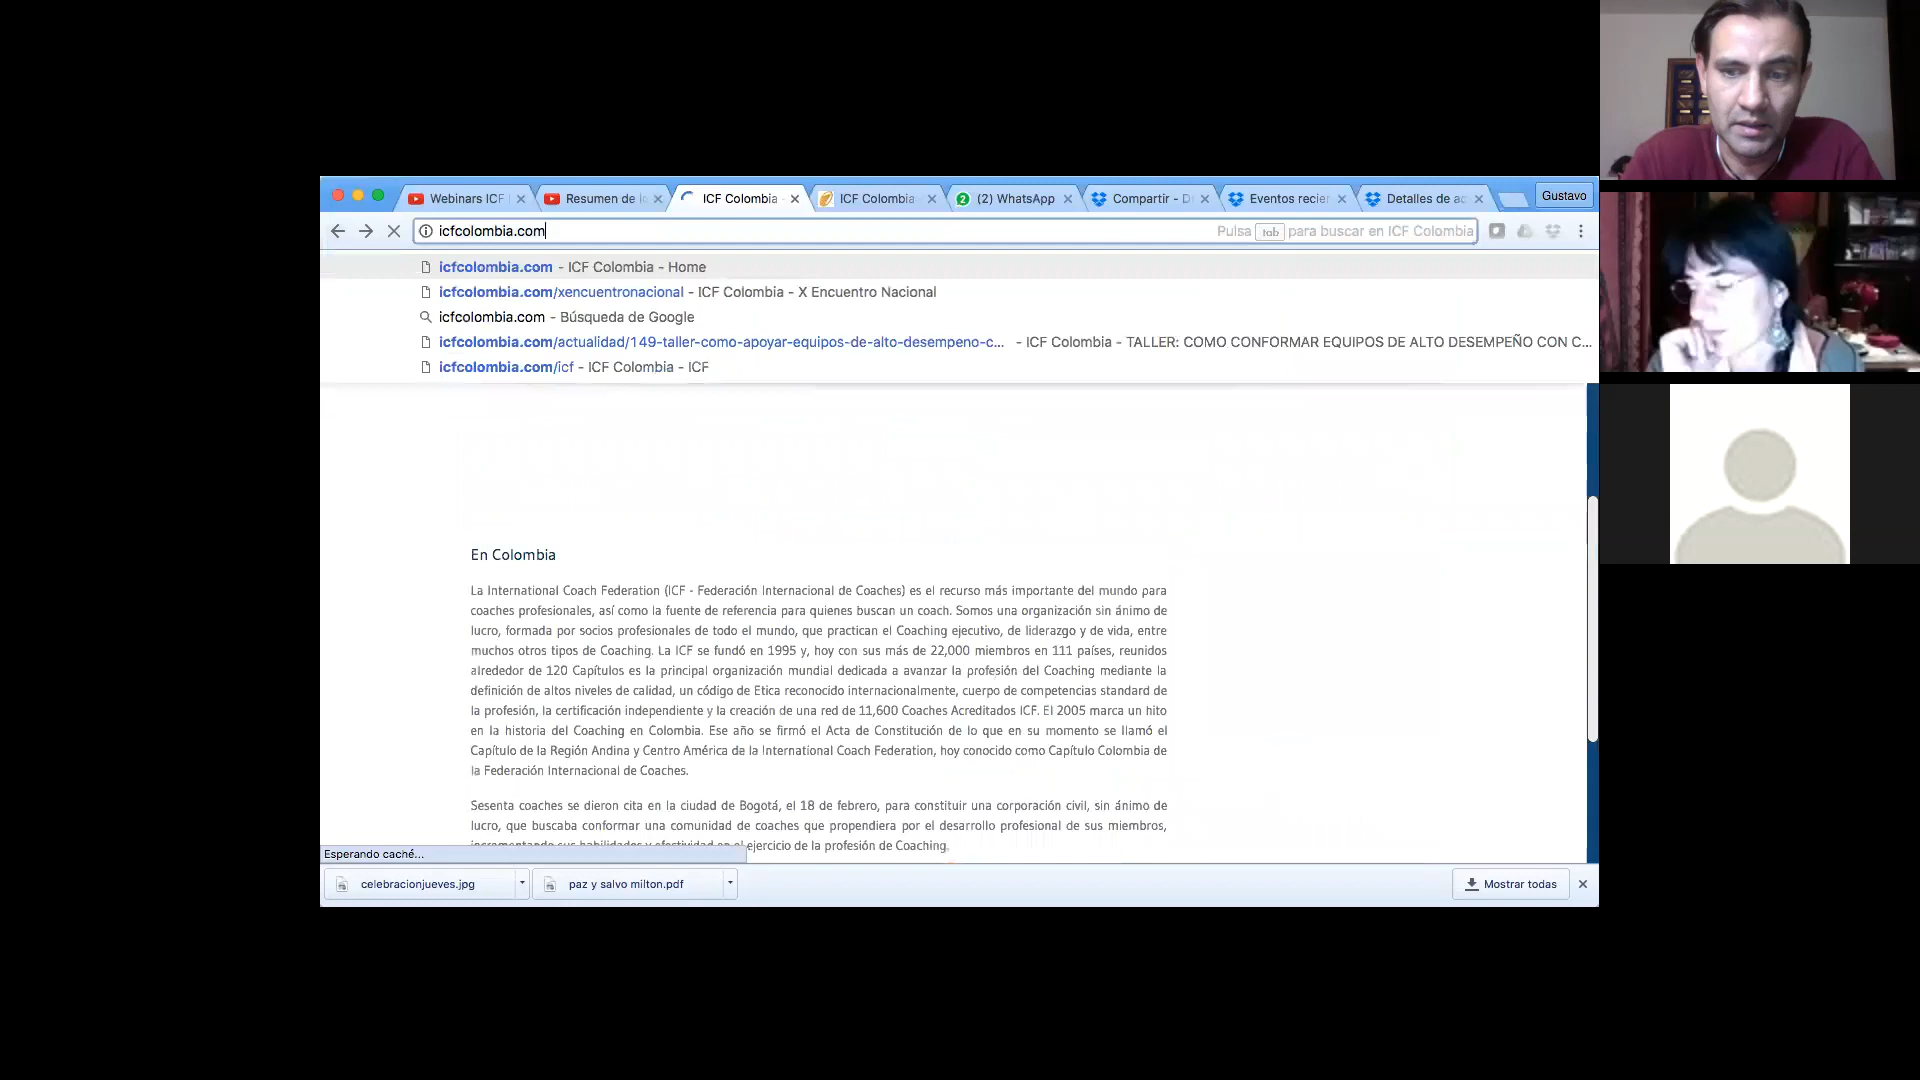 Webinars ICF
Resumen de l
ICF Colombia
ICF Colombia
(2) WhatsApp
Compartir - D
Eventos recie
Detalles de ac
Gustavo
icfcolombia.com
Pulsa tab para buscar en ICF Colombia
icfcolombia.com - ICF Colombia - Home
icfcolombia.com/xencuentronacional - ICF Colombia - X Encuentro Nacional
icfcolombia.com - Búsqueda de Google
icfcolombia.com/actualidad/149-taller-como-apoyar-equipos-de-alto-desempeno-c... - ICF Colombia - TALLER: COMO CONFORMAR EQUIPOS DE ALTO DESEMPEÑO CON C...
icfcolombia.com/icf - ICF Colombia - ICF
En Colombia
La International Coach Federation (ICF - Federación Internacional de Coaches) es el recurso más importante del mundo para
coaches profesionales, así como la fuente de referencia para quienes buscan un coach. Somos una organización sin ánimo de
lucro, formada por socios profesionales de todo el mundo, que practican el Coaching ejecutivo, de liderazgo y de vida, entre
muchos otros tipos de Coaching. La ICF se fundó en 1995 y, hoy con sus más de 22,000 miembros en 111 países, reunidos
alrededor de 120 Capítulos es la principal organización mundial dedicada a avanzar la profesión del Coaching mediante la
definición de altos niveles de calidad, un código de Etica reconocido internacionalmente, cuerpo de competencias standard de
la profesión, la certificación independiente y la creación de una red de 11,600 Coaches Acreditados ICF. El 2005 marca un hito
en la historia del Coaching en Colombia. Ese año se firmó el Acta de Constitución de lo que en su momento se llamó el
Capítulo de la Región Andina y Centro América de la International Coach Federation, hoy conocido como Capítulo Colombia de
la Federación Internacional de Coaches.
Sesenta coaches se dieron cita en la ciudad de Bogotá, el 18 de febrero, para constituir una corporación civil, sin ánimo de
lucro, que buscaba conformar una comunidad de coaches que propendiera por el desarrollo profesional de sus miembros,
incrementando sus habilidades y efectividad en el ejercicio de la profesión de Coaching.
Esperando caché...
celebracionjueves.jpg
paz y salvo milton.pdf
Mostrar todas